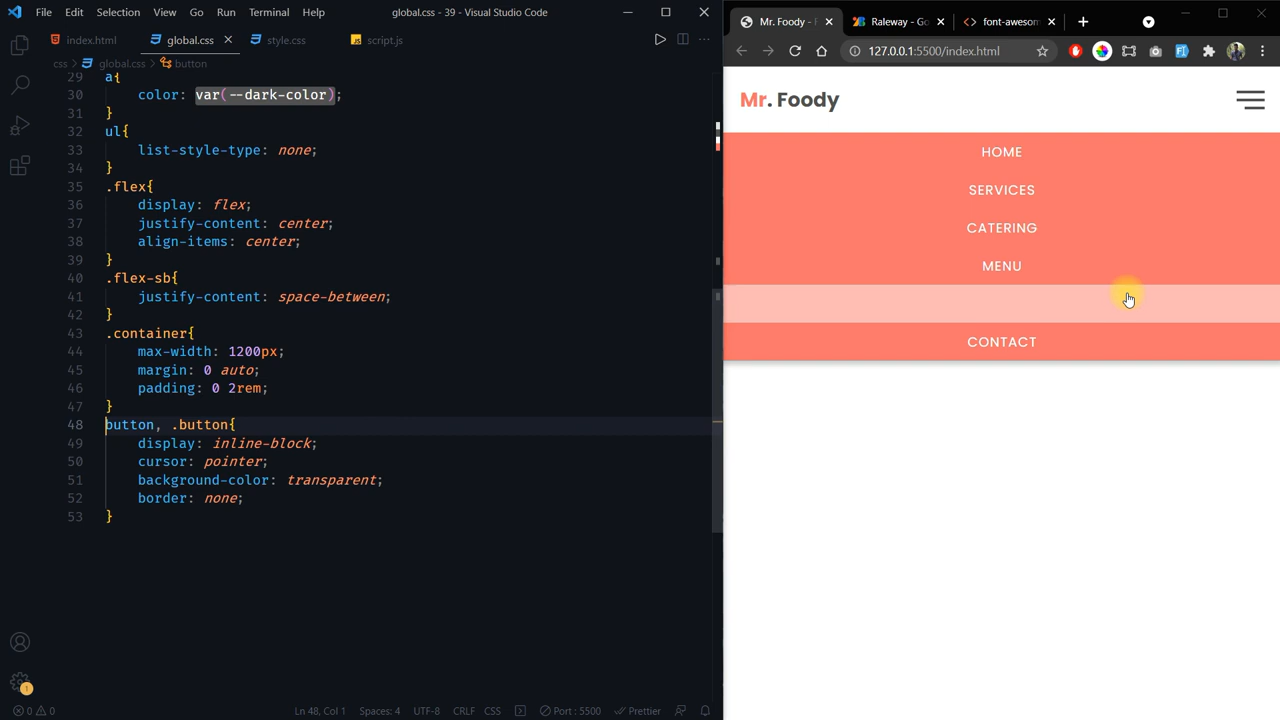 File Edit Selection View Go Run Terminal Help global.css - 39 - Visual Studio Code
index.html global.css style.css script.js
css > global.css > button
29 a{
30 color: var(--dark-color);
31 }
32 ul{
33 list-style-type: none;
34 }
35 .flex{
36 display: flex;
37 justify-content: center;
38 align-items: center;
39 }
40 .flex-sb{
41 justify-content: space-between;
42 }
43 .container{
44 max-width: 1200px;
45 margin: 0 auto;
46 padding: 0 2rem;
47 }
48 button, .button{
49 display: inline-block;
50 cursor: pointer;
51 background-color: transparent;
52 border: none;
53 }
1
0 0 Ln 48, Col 1 Spaces: 4 UTF-8 CRLF CSS Port : 5500 Prettier
Mr. Foody - F Raleway - Go font-awesom
127.0.0.1:5500/index.html
Mr. Foody
HOME
SERVICES
CATERING
MENU
CONTACT